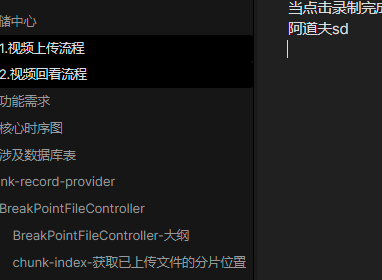 储中心
1.视频上传流程
2.视频回看流程
功能需求
核心时序图
涉及数据库表
nk-record-provider
BreakPointFileController
BreakPointFileController-大纲
chunk-index-获取已上传文件的分片位置
当点击录制完成
阿道夫sd